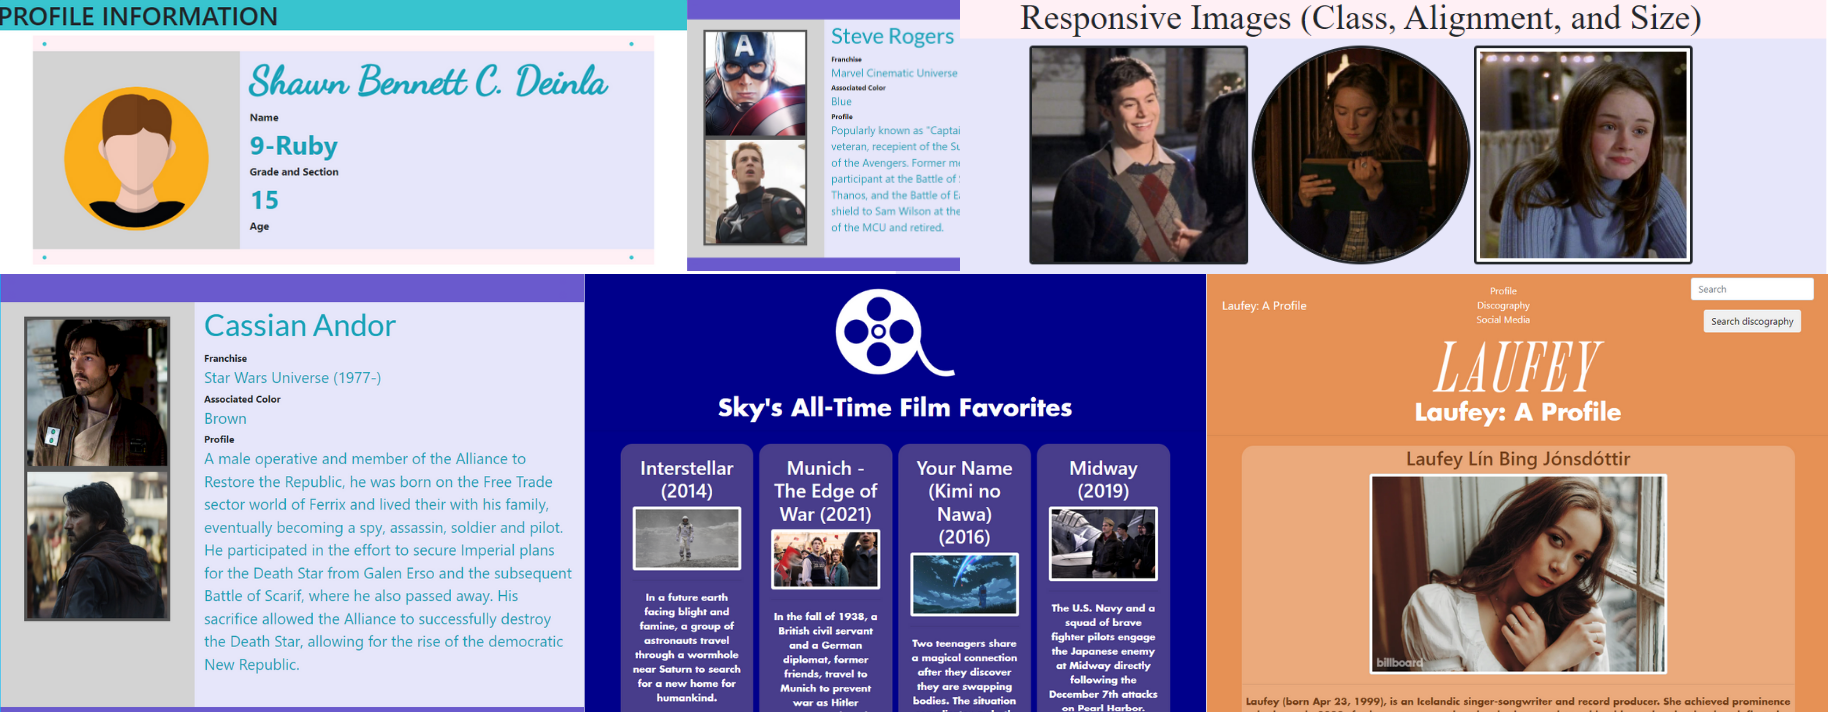 PROFILE INFORMATION
Shawn Bennett C. Deinla
Name
9-Ruby
Grade and Section
15
Age
Steve Rogers
Franchise
Marvel Cinematic Universe
Associated Color
Blue
Profile
Popularly known as "Captai
veteran, recepient of the Su
of the Avengers. Former me
participant at the Battle of
Thanos, and the Battle of Ea
shield to Sam Wilson at the
of the MCU and retired.
Responsive Images (Class, Alignment, and Size)
Cassian Andor
Franchise
Star Wars Universe (1977-)
Associated Color
Brown
Profile
A male operative and member of the Alliance to
Restore the Republic, he was born on the Free Trade
sector world of Ferrix and lived their with his family,
eventually becoming a spy, assassin, soldier and pilot.
He participated in the effort to secure Imperial plans
for the Death Star from Galen Erso and the subsequent
Battle of Scarif, where he also passed away. His
sacrifice allowed the Alliance to successfully destroy
the Death Star, allowing for the rise of the democratic
New Republic.
Sky's All-Time Film Favorites
Interstellar
(2014)
In a future earth
facing blight and
famine, a group of
astronauts travel
through a wormhole
near Saturn to search
for a new home for
humankind.
Munich -
The Edge of
War (2021)
In the fall of 1938, a
British civil servant
and a German
diplomat, former
friends, travel to
Munich to prevent
war as Hitler
Your Name
(Kimi no
Nawa)
(2016)
Two teenagers share
a magical connection
after they discover
they are swapping
bodies. The situation
Midway
(2019)
The U.S. Navy and a
squad of brave
fighter pilots engage
the Japanese enemy
at Midway directly
following the
December 7th attacks
on Pearl Harbor.
Laufey: A Profile
Profile
Discography
Social Media
Search
Search discography
LAUFEY
Laufey: A Profile
Laufey Lín Bing Jónsdóttir
billboard
Laufey (born Apr 23, 1999), is an Icelandic singer-songwriter and record producer. She achieved prominence